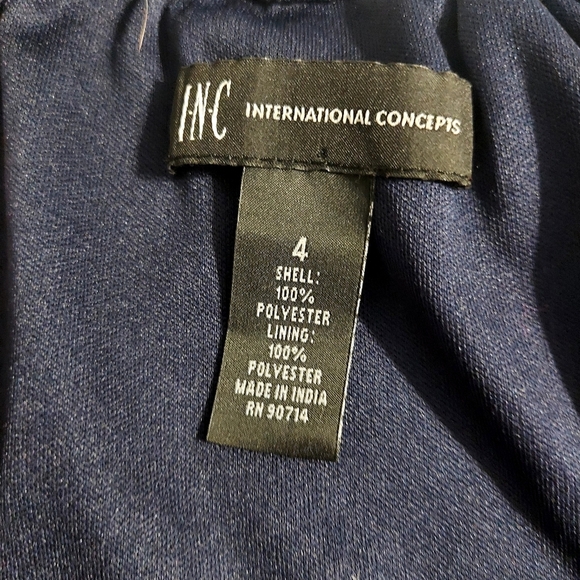 I·N·C INTERNATIONAL CONCEPTS
4
SHELL:
100%
POLYESTER
LINING:
100%
POLYESTER
MADE IN INDIA
RN 90714